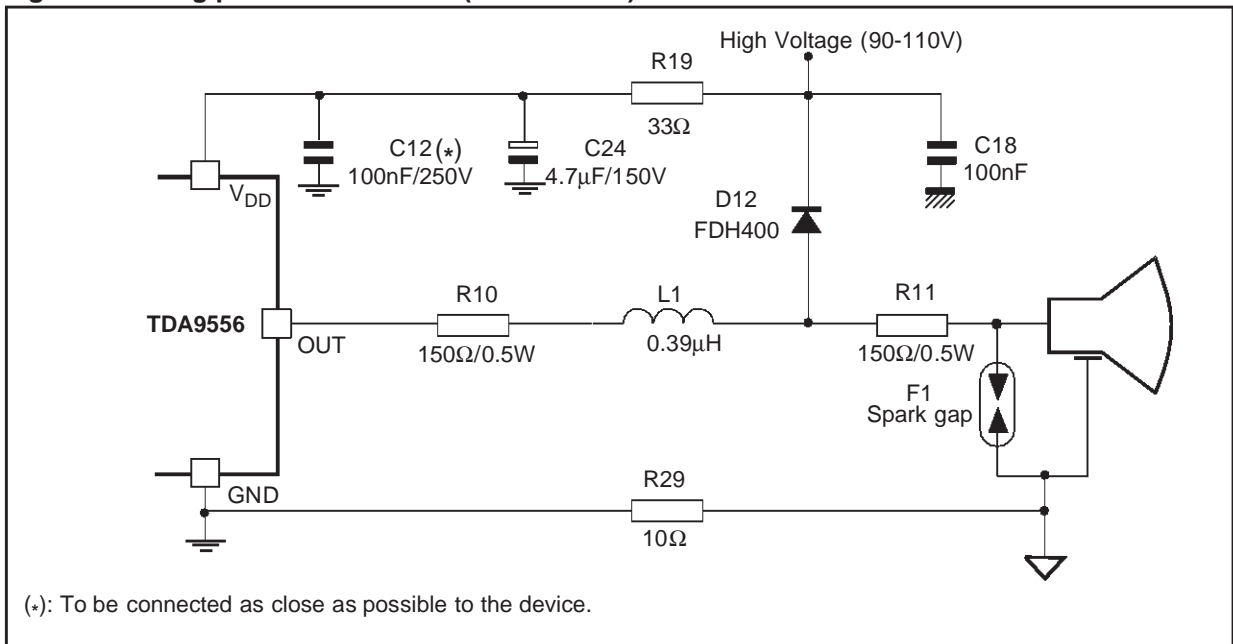 High Voltage (90-110V)
R19
33Ω
C12(*)
100nF/250V
C24
4.7µF/150V
C18
100nF
VDD
D12
FDH400
TDA9556
OUT
R10
150Ω/0.5W
L1
0.39µH
R11
150Ω/0.5W
F1
Spark gap
GND
R29
10Ω
(*): To be connected as close as possible to the device.